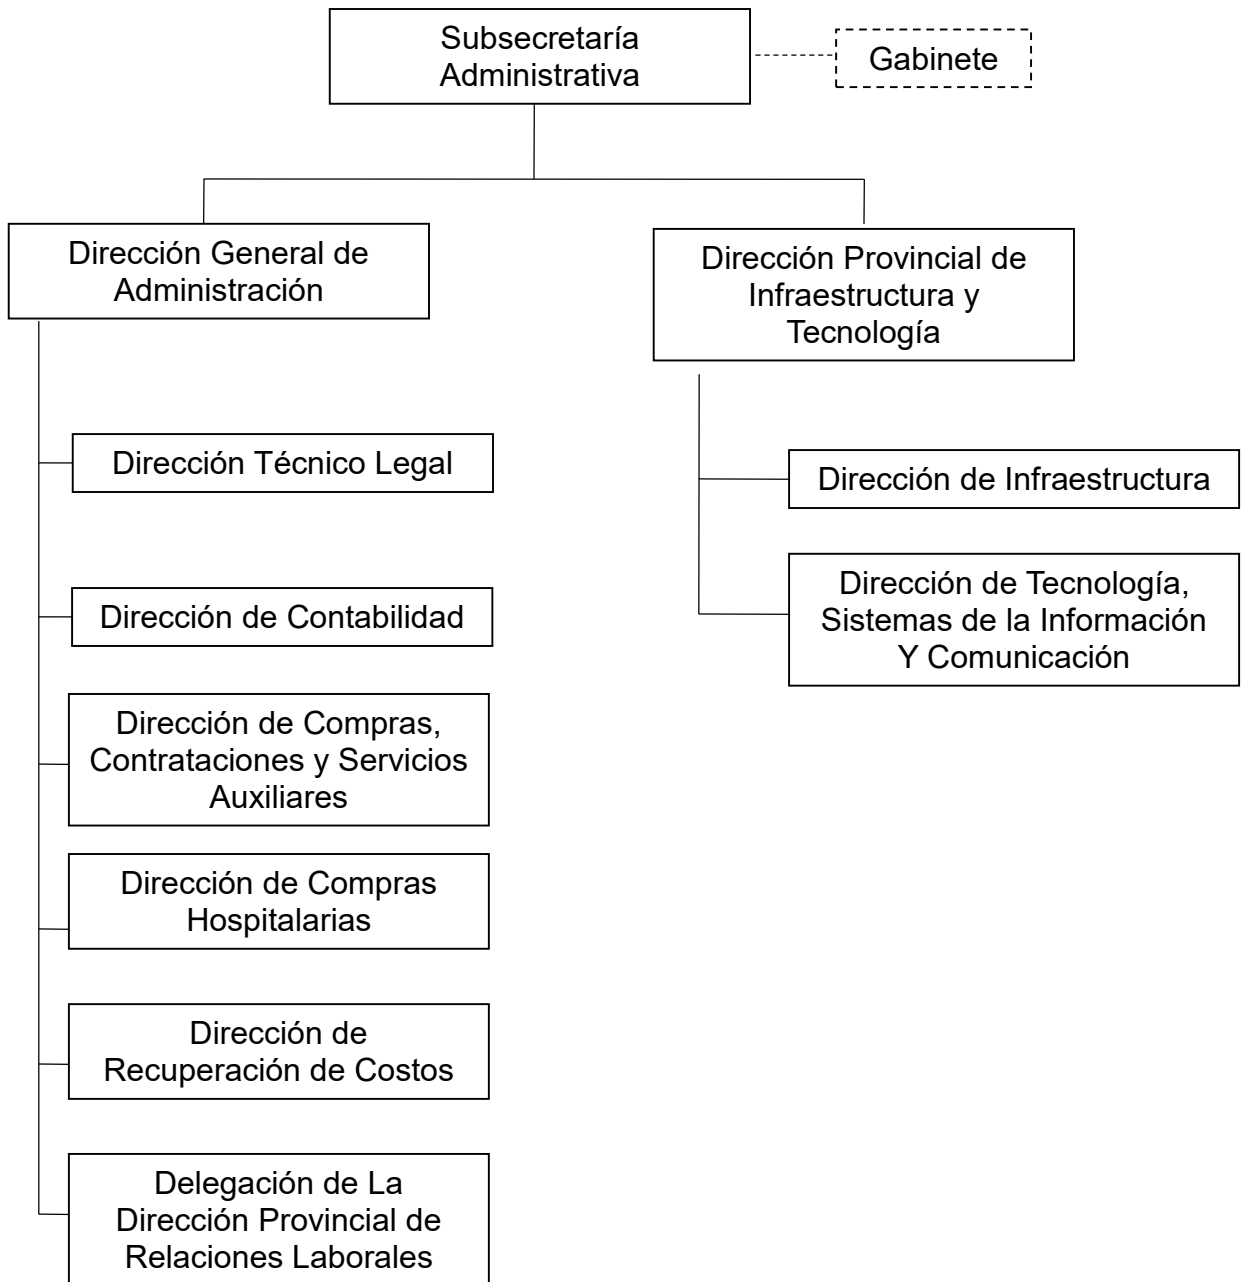 Subsecretaría
Administrativa
Gabinete
Dirección General de
Administración
Dirección Provincial de
Infraestructura y
Tecnología
Dirección Técnico Legal
Dirección de Contabilidad
Dirección de Compras,
Contrataciones y Servicios
Auxiliares
Dirección de Compras
Hospitalarias
Dirección de
Recuperación de Costos
Delegación de La
Dirección Provincial de
Relaciones Laborales
Dirección de Infraestructura
Dirección de Tecnología,
Sistemas de la Información
Y Comunicación